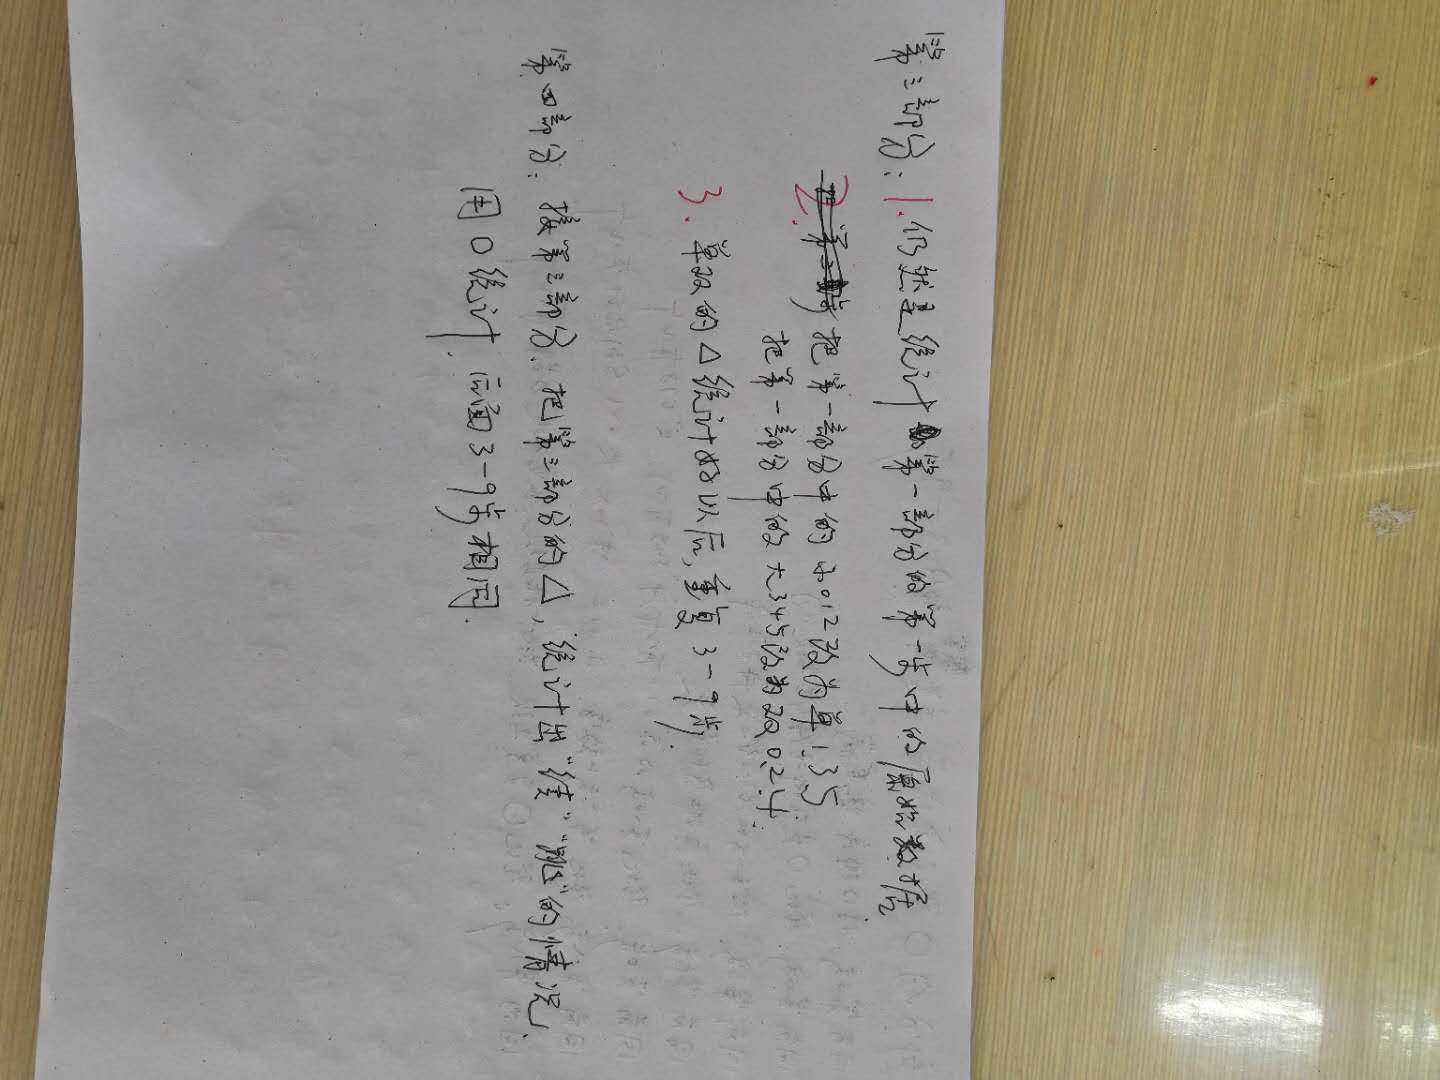 第三部分: 1.仍然是统计第一部分的第一步中的原始数据
2. 把第一部分中的小012改为单1.3.5
把第一部分中的大345改为双0.2.4.
3. 单双的△统计好以后,重复3-9步.
第四部分: 接第三部分. 把第三部分的△, 统计出"续""跳"的情况,
用O统计. 后面3-9步相同.